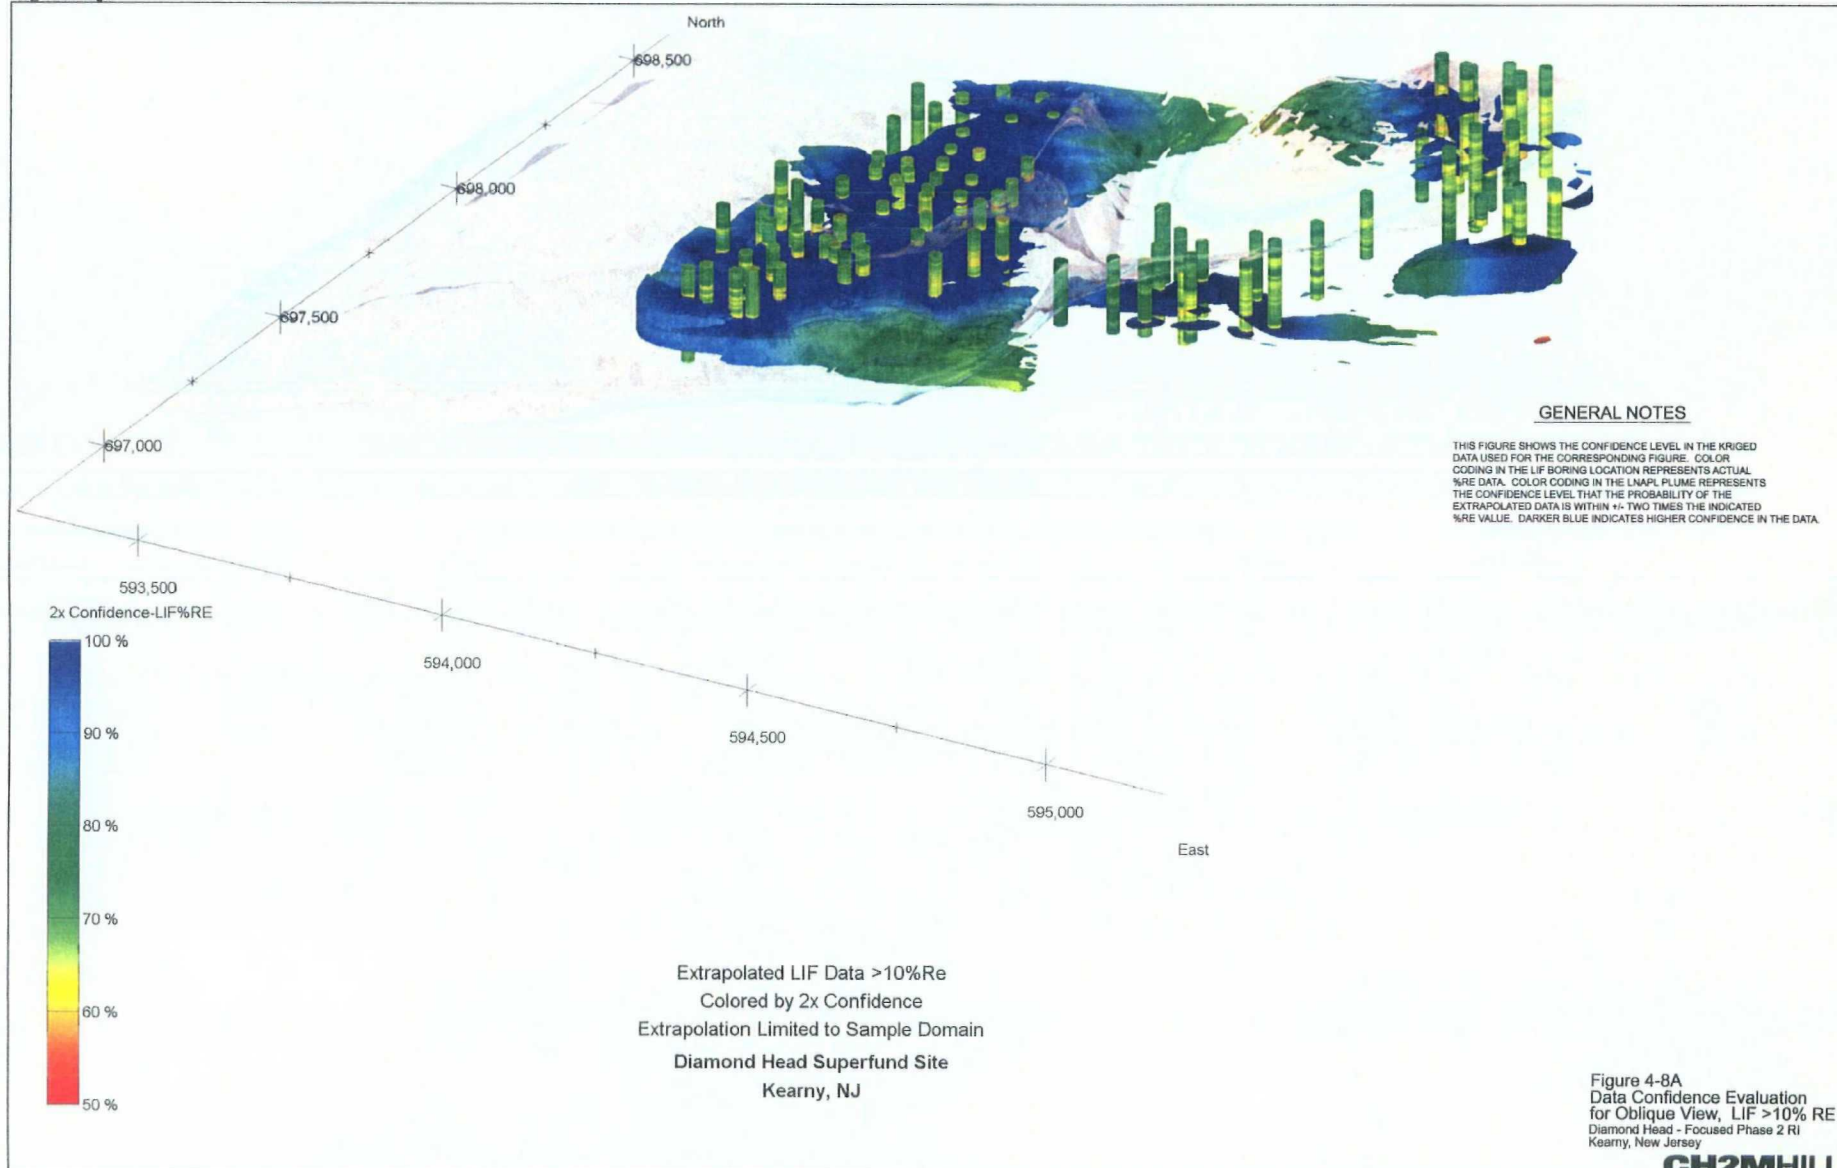 North
698,500
698,000
697,500
697,000
593,500
594,000
594,500
595,000
East
2x Confidence-LIF%RE
100 %
90 %
80 %
70 %
60 %
50 %
GENERAL NOTES
THIS FIGURE SHOWS THE CONFIDENCE LEVEL IN THE KRIGED
DATA USED FOR THE CORRESPONDING FIGURE. COLOR
CODING IN THE LIF BORING LOCATION REPRESENTS ACTUAL
%RE DATA. COLOR CODING IN THE LNAPL PLUME REPRESENTS
THE CONFIDENCE LEVEL THAT THE PROBABILITY OF THE
EXTRAPOLATED DATA IS WITHIN +/- TWO TIMES THE INDICATED
%RE VALUE. DARKER BLUE INDICATES HIGHER CONFIDENCE IN THE DATA.
Extrapolated LIF Data >10%Re
Colored by 2x Confidence
Extrapolation Limited to Sample Domain
Diamond Head Superfund Site
Kearny, NJ
Figure 4-8A
Data Confidence Evaluation
for Oblique View, LIF >10% RE
Diamond Head - Focused Phase 2 RI
Kearny, New Jersey
CH2MHILL